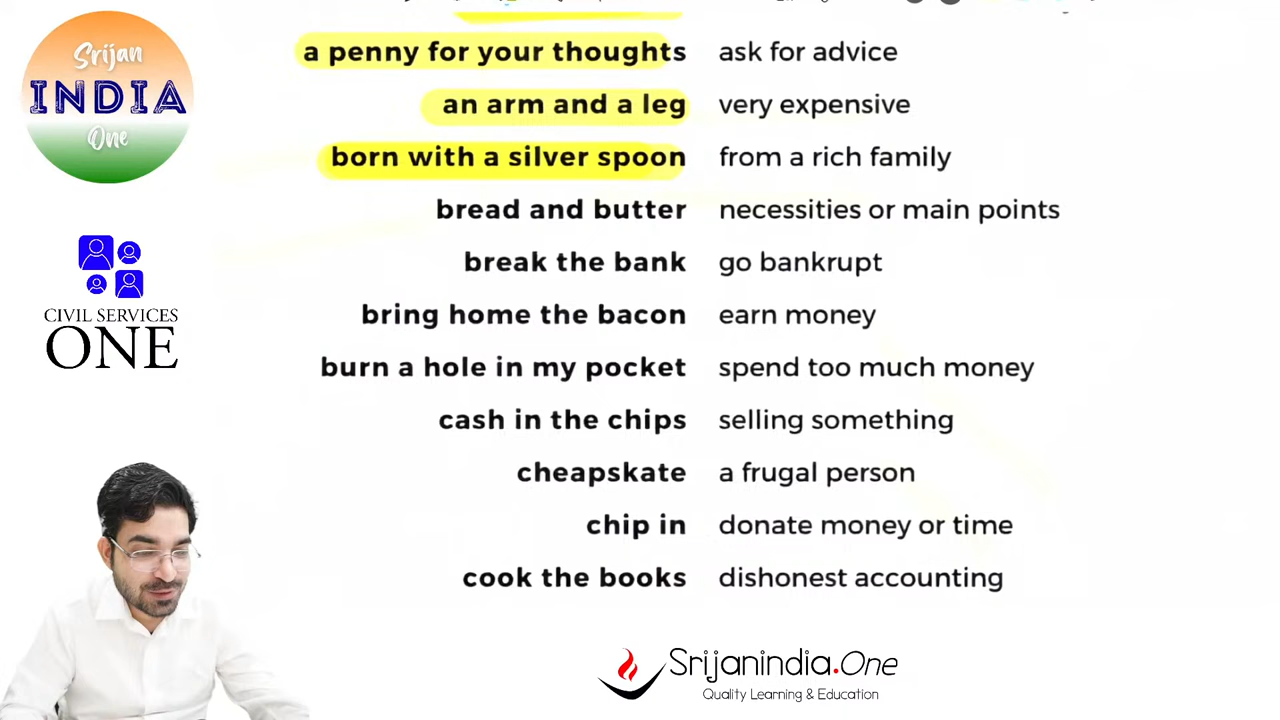 Srijan
INDIA
One
CIVIL SERVICES
ONE
a penny for your thoughts ask for advice
an arm and a leg very expensive
born with a silver spoon from a rich family
bread and butter necessities or main points
break the bank go bankrupt
bring home the bacon earn money
burn a hole in my pocket spend too much money
cash in the chips selling something
cheapskate a frugal person
chip in donate money or time
cook the books dishonest accounting
Srijanindia.One
Quality Learning & Education